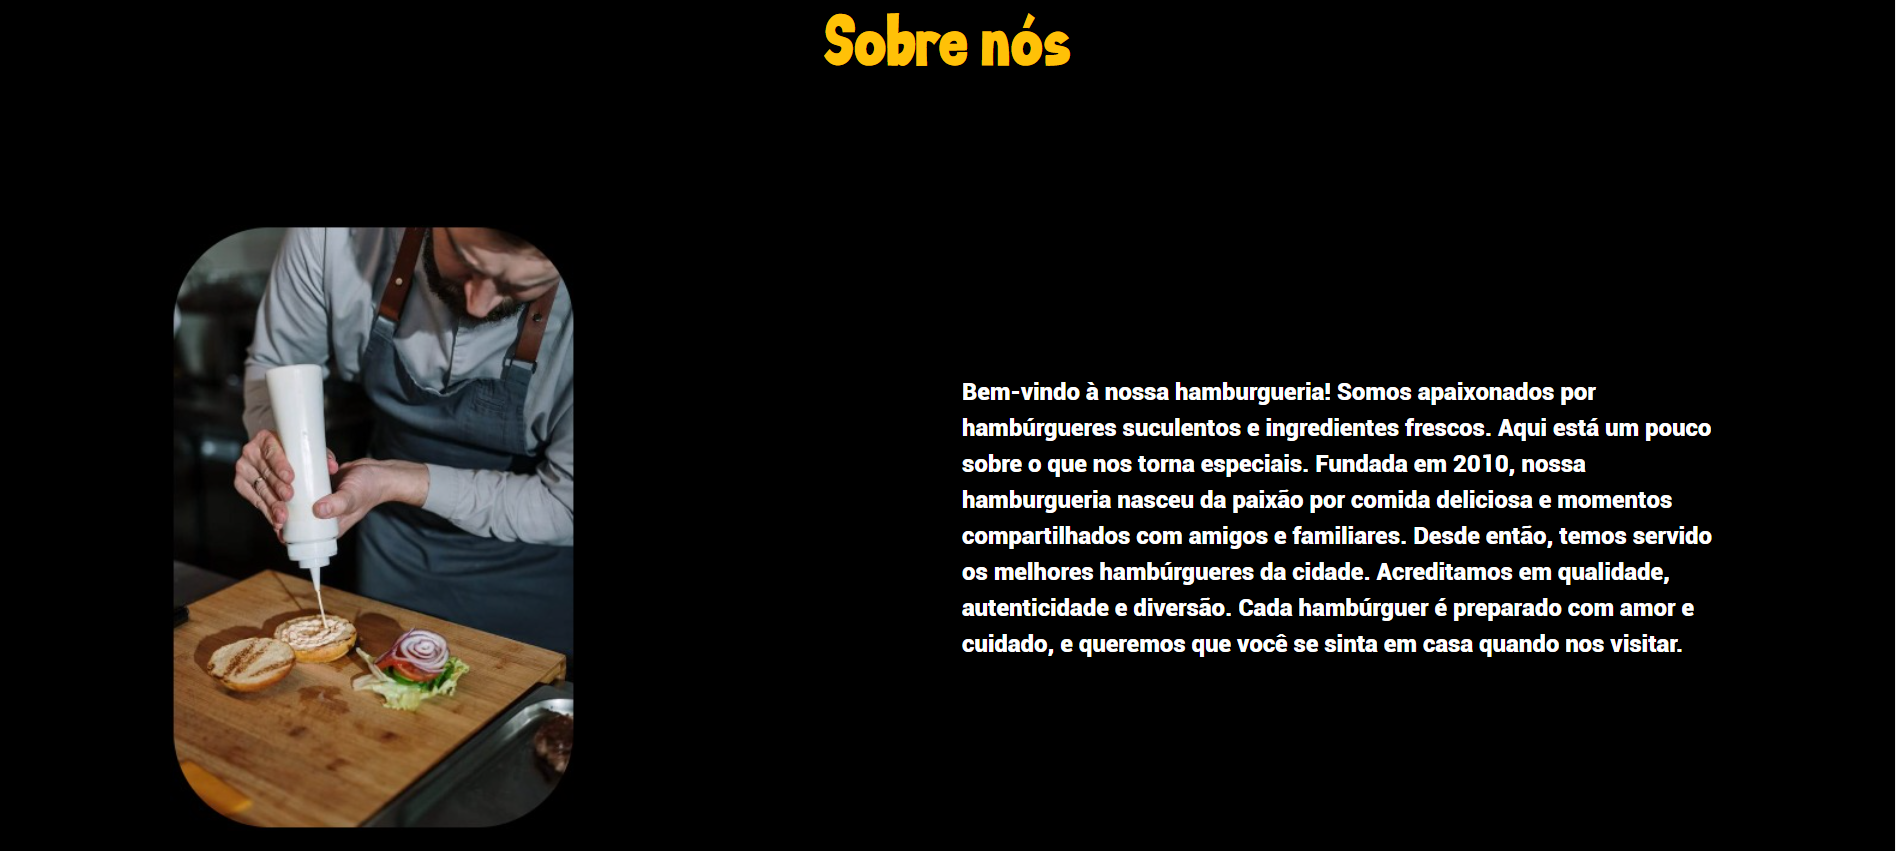 Sobre nós
Bem-vindo à nossa hamburgueria! Somos apaixonados por
hambúrgueres suculentos e ingredientes frescos. Aqui está um pouco
sobre o que nos torna especiais. Fundada em 2010, nossa
hamburgueria nasceu da paixão por comida deliciosa e momentos
compartilhados com amigos e familiares. Desde então, temos servido
os melhores hambúrgueres da cidade. Acreditamos em qualidade,
autenticidade e diversão. Cada hambúrguer é preparado com amor e
cuidado, e queremos que você se sinta em casa quando nos visitar.